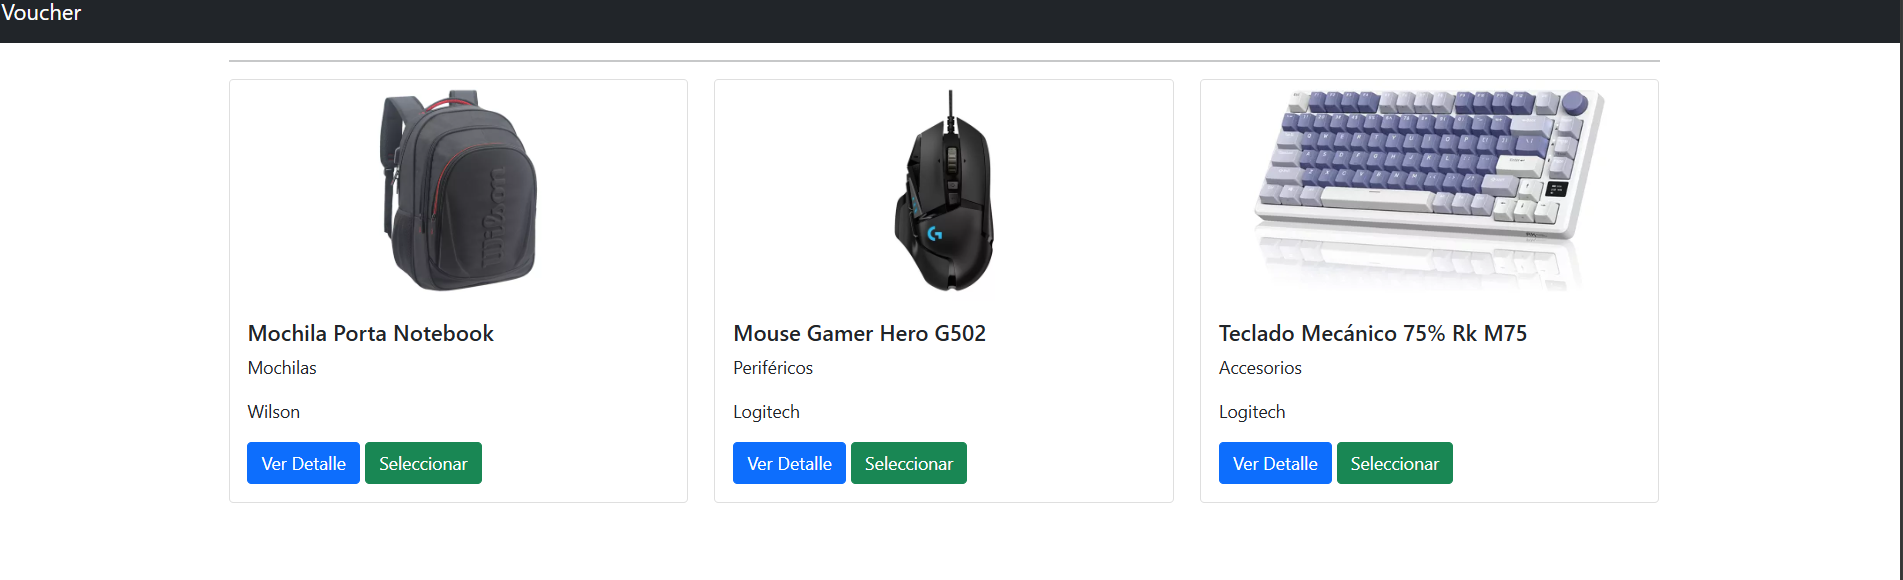 Voucher
Wilson
G
Mochila Porta Notebook
Mochilas
Wilson
Ver Detalle Seleccionar
Mouse Gamer Hero G502
Periféricos
Logitech
Ver Detalle Seleccionar
Teclado Mecánico 75% Rk M75
Accesorios
Logitech
Ver Detalle Seleccionar